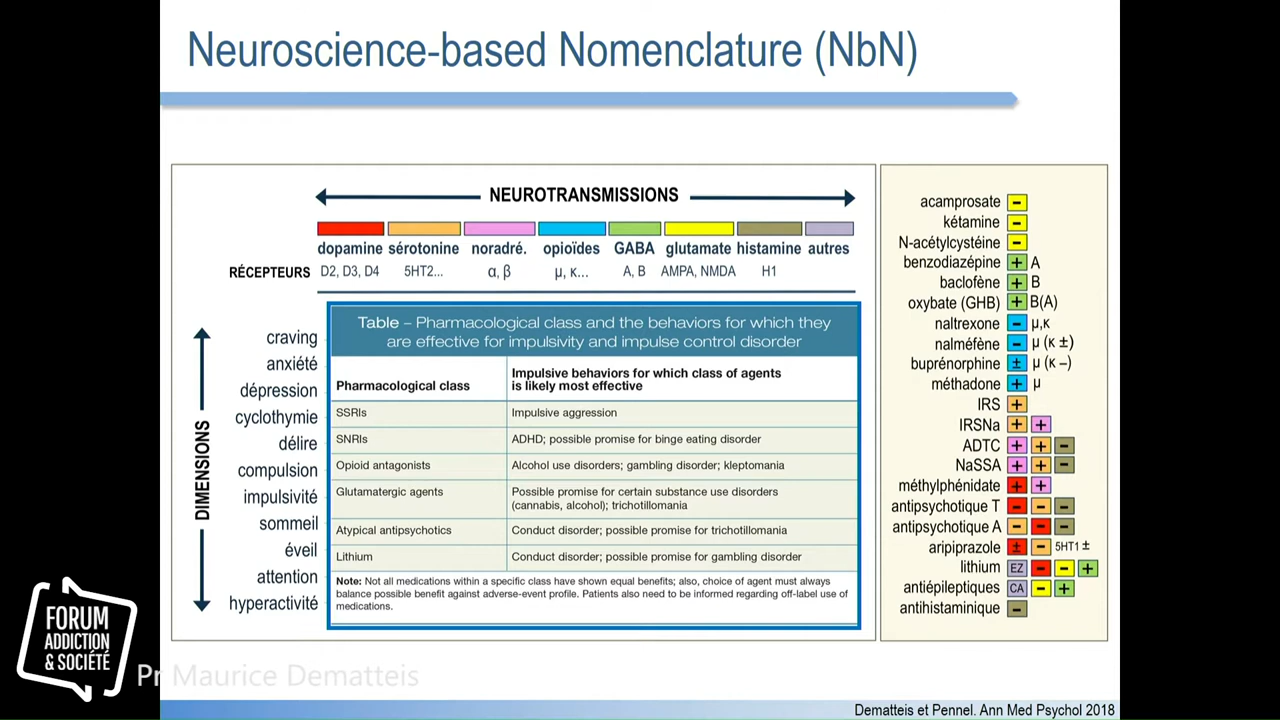 Neuroscience-based Nomenclature (NbN)
NEUROTRANSMISSIONS
dopamine sérotonine noradré. opioïdes GABA glutamate histamine autres
RÉCEPTEURS D2, D3, D4 5HT2... α, β μ, κ... A, B AMPA, NMDA H1
DIMENSIONS
craving
anxiété
dépression
cyclothymie
délire
compulsion
impulsivité
sommeil
éveil
attention
hyperactivité
Table – Pharmacological class and the behaviors for which they
are effective for impulsivity and impulse control disorder
Pharmacological class
Impulsive behaviors for which class of agents
is likely most effective
SSRIs Impulsive aggression
SNRIs ADHD; possible promise for binge eating disorder
Opioid antagonists Alcohol use disorders; gambling disorder; kleptomania
Glutamatergic agents Possible promise for certain substance use disorders
(cannabis, alcohol); trichotillomania
Atypical antipsychotics Conduct disorder; possible promise for trichotillomania
Lithium Conduct disorder; possible promise for gambling disorder
Note: Not all medications within a specific class have shown equal benefits; also, choice of agent must always
balance possible benefit against adverse-event profile. Patients also need to be informed regarding off-label use of
medications.
acamprosate -
kétamine -
N-acétylcystéine -
benzodiazépine + A
baclofène + B
oxybate (GHB) + B(A)
naltrexone - μ,κ
nalméfène - μ (κ ±)
buprénorphine ± μ (κ –)
méthadone + μ
IRS +
IRSNa + +
ADTC + + -
NaSSA + + -
méthylphénidate + +
antipsychotique T - - -
antipsychotique A - - -
aripiprazole ± - 5HT1 ±
lithium EZ - - +
antiépileptiques CA - +
antihistaminique -
FORUM
ADDICTION
& SOCIÉTÉ
Pr Maurice Dematteis
Dematteis et Pennel. Ann Med Psychol 2018